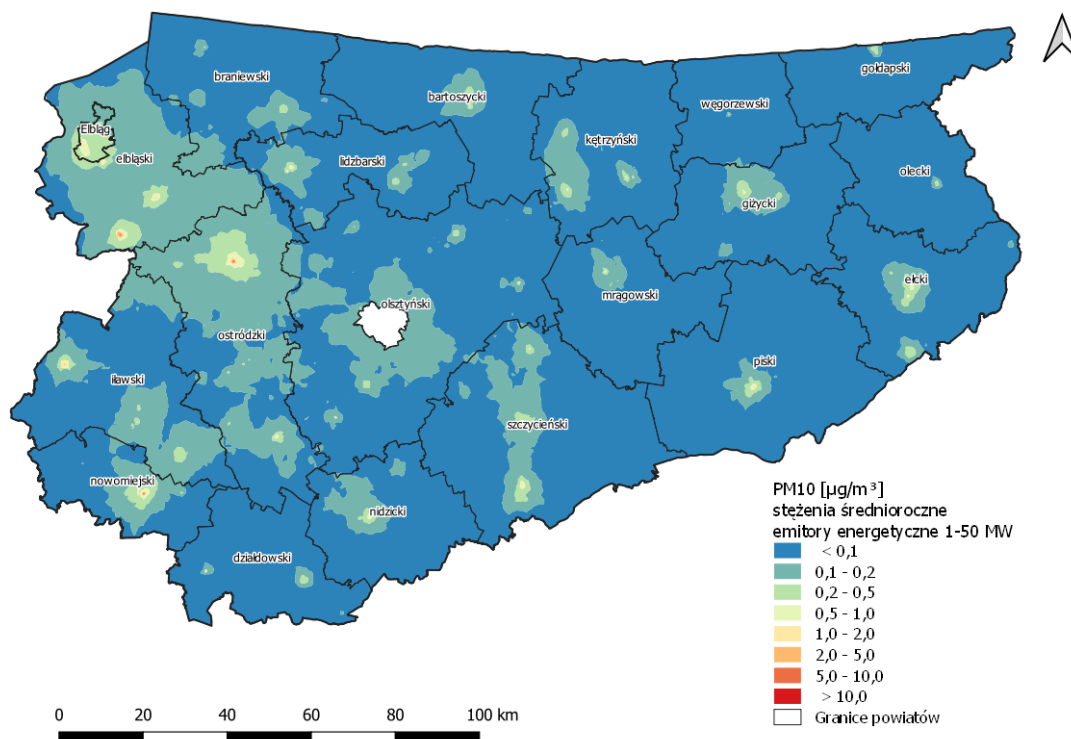 gołdapski
braniewski
bartoszycki
węgorzewski
Elbląg
kętrzyński
elbląski
lidzbarski
olecki
giżycki
ełcki
mrągowski
olsztyński
ostródzki
piski
iławski
szczycieński
nowomiejski
nidzicki
działdowski
PM10 [µg/m³]
stężenia średnioroczne
emitory energetyczne 1-50 MW
< 0,1
0,1 - 0,2
0,2 - 0,5
0,5 - 1,0
1,0 - 2,0
2,0 - 5,0
5,0 - 10,0
> 10,0
Granice powiatów
0 20 40 60 80 100 km